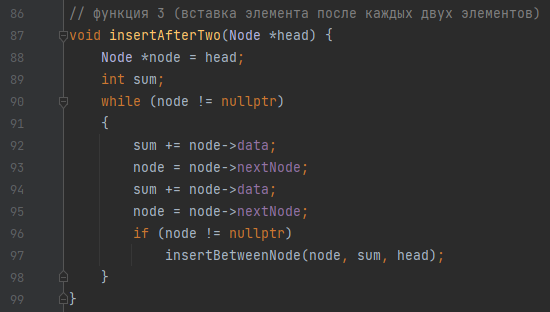 86 // функция 3 (вставка элемента после каждых двух элементов)
87 void insertAfterTwo(Node *head) {
88     Node *node = head;
89     int sum;
90     while (node != nullptr)
91     {
92         sum += node->data;
93         node = node->nextNode;
94         sum += node->data;
95         node = node->nextNode;
96         if (node != nullptr)
97             insertBetweenNode(node, sum, head);
98     }
99 }